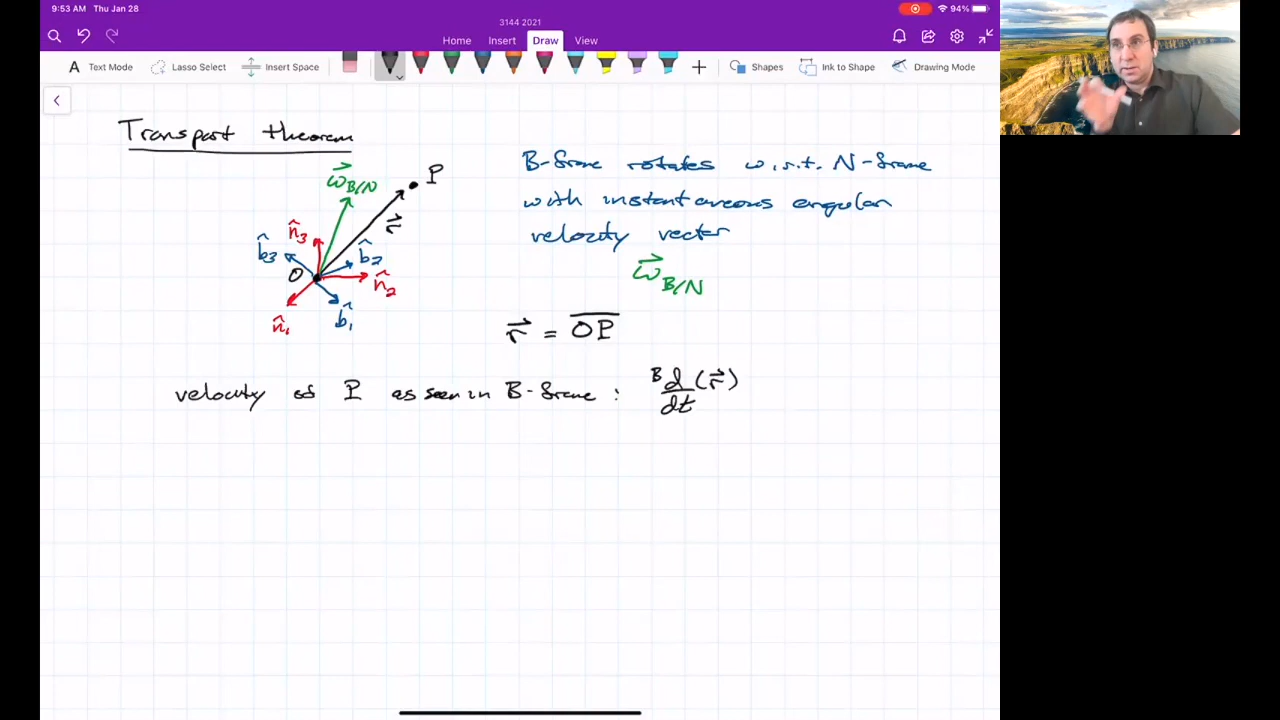 9:53 AM Thu Jan 28
94%
3144 2021
Home Insert Draw View
Text Mode Lasso Select Insert Space Shapes Ink to Shape Drawing Mode
Transport theorem
ω⃗_B/N
P
r⃗
n̂₃
b̂₃
b̂₂
O
n̂₂
n̂₁
b̂₁
B-frame rotates w.r.t. N-frame
with instantaneous angular
velocity vector
ω⃗_B/N
r⃗ = O̅P̅
velocity of P as seen in B-frame : ᴮd/dt (r⃗)